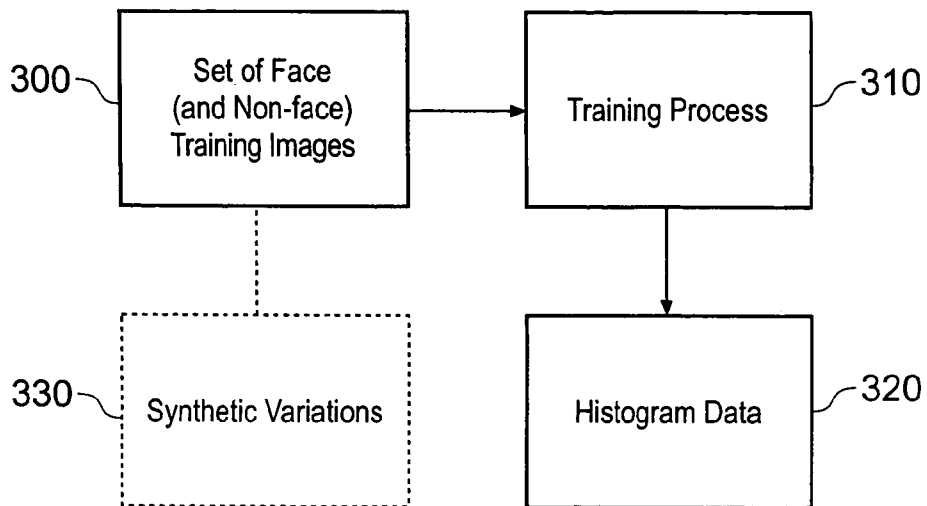 300
Set of Face
(and Non-face)
Training Images
Training Process
310
330
Synthetic Variations
Histogram Data
320